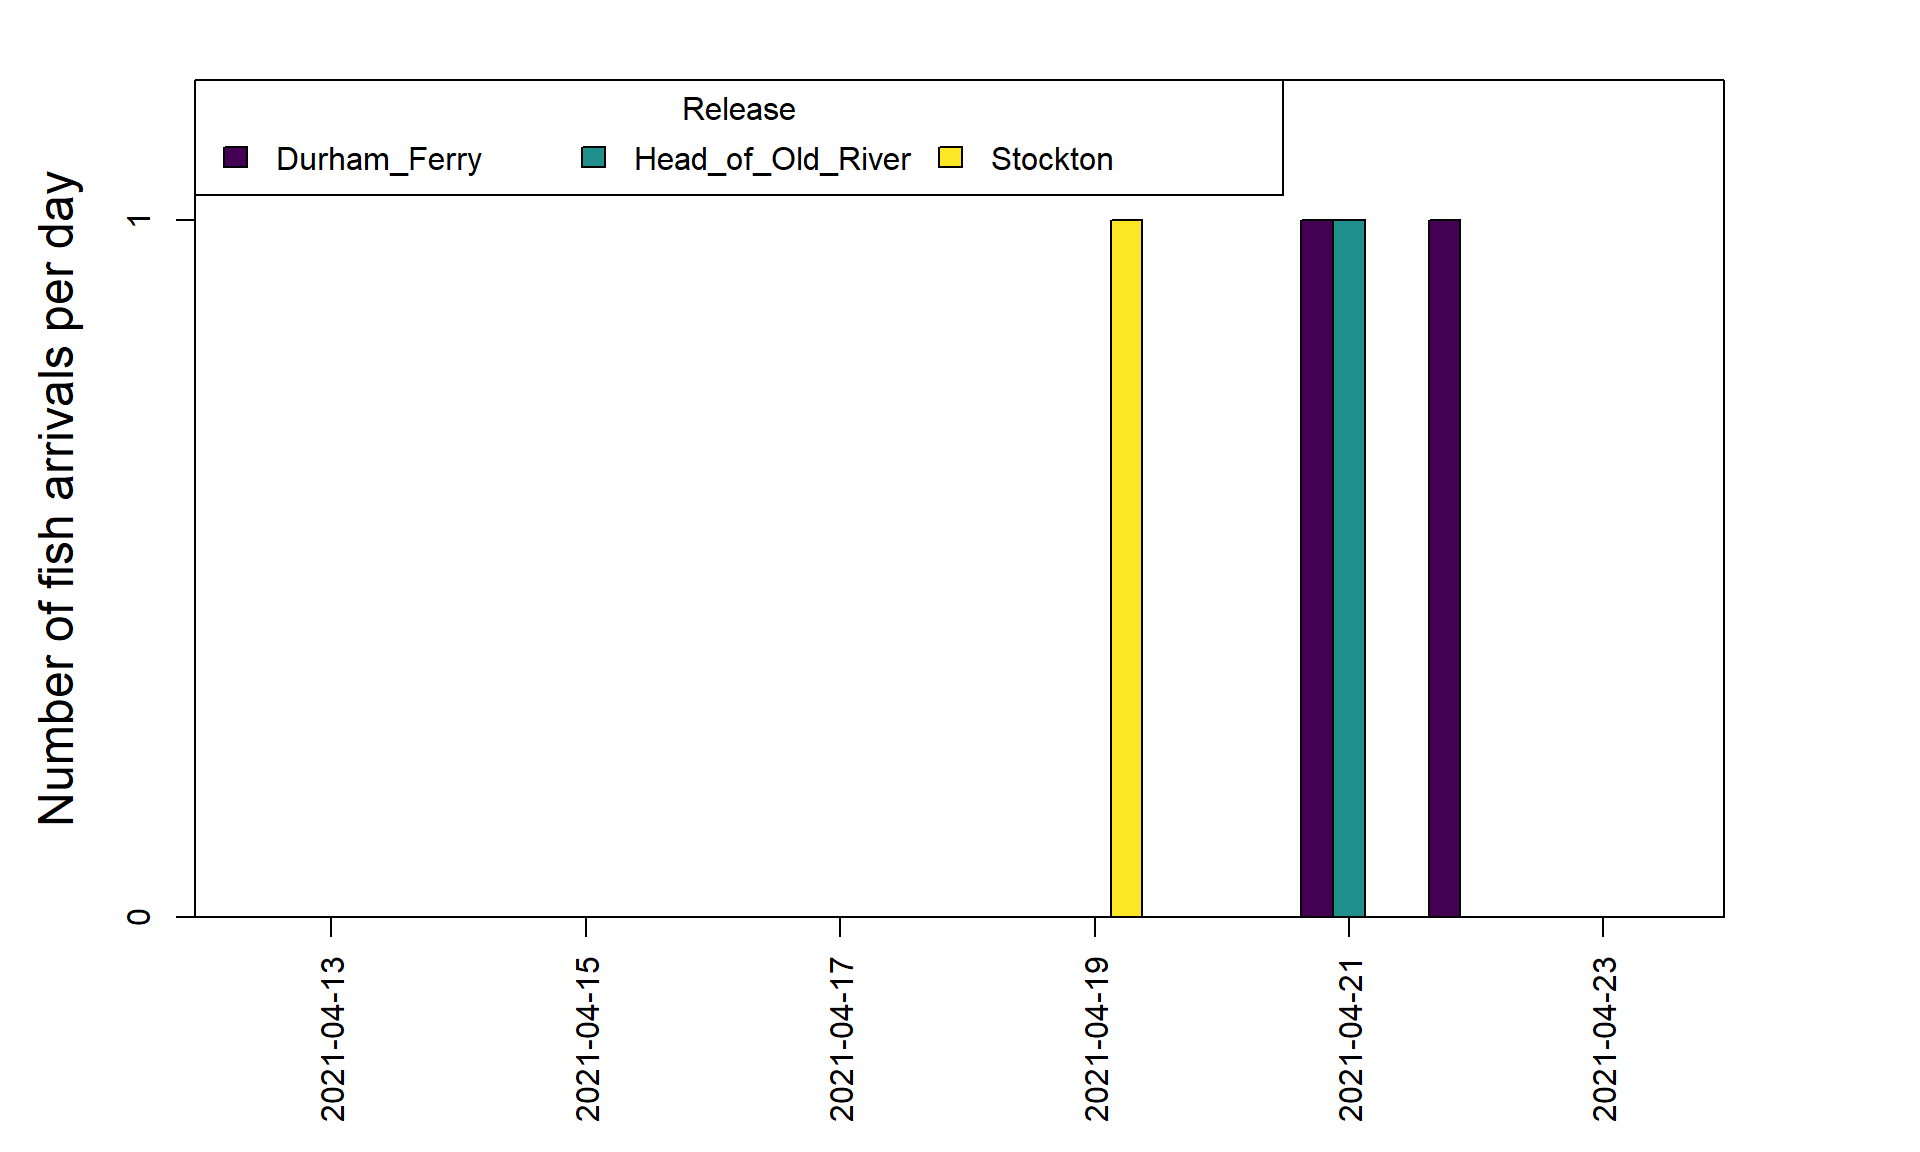 Release
Durham_Ferry Head_of_Old_River Stockton
Number of fish arrivals per day
1
0
2021-04-13
2021-04-15
2021-04-17
2021-04-19
2021-04-21
2021-04-23